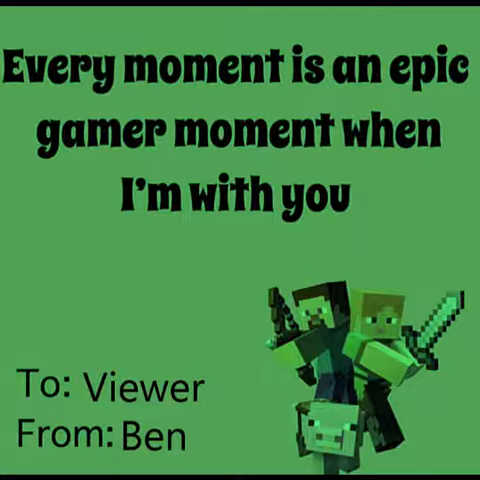 Every moment is an epic
gamer moment when
I'm with you
To: Viewer
From: Ben